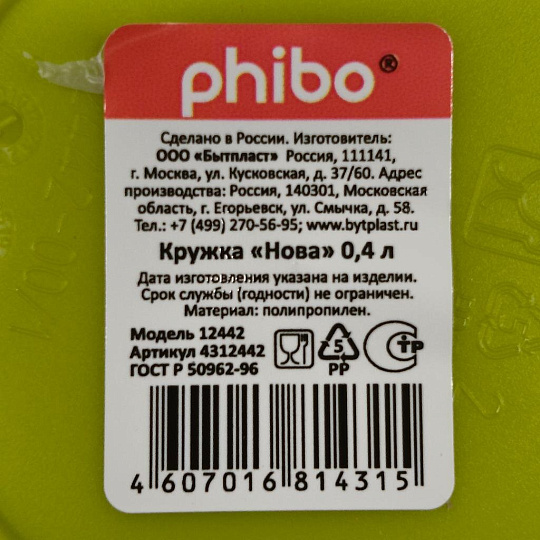 phibo®
Сделано в России. Изготовитель:
ООО «Бытпласт» Россия, 111141,
г. Москва, ул. Кусковская, д. 37/60. Адрес
производства: Россия, 140301, Московская
область, г. Егорьевск, ул. Смычка, д. 58.
Тел.: +7 (499) 270-56-95; www.bytplast.ru
Кружка «Нова» 0,4 л
Дата изготовления указана на изделии.
Срок службы (годности) не ограничен.
Материал: полипропилен.
Модель 12442
Артикул 4312442
ГОСТ Р 50962-96
5
PP
СТР
4 607016 814315